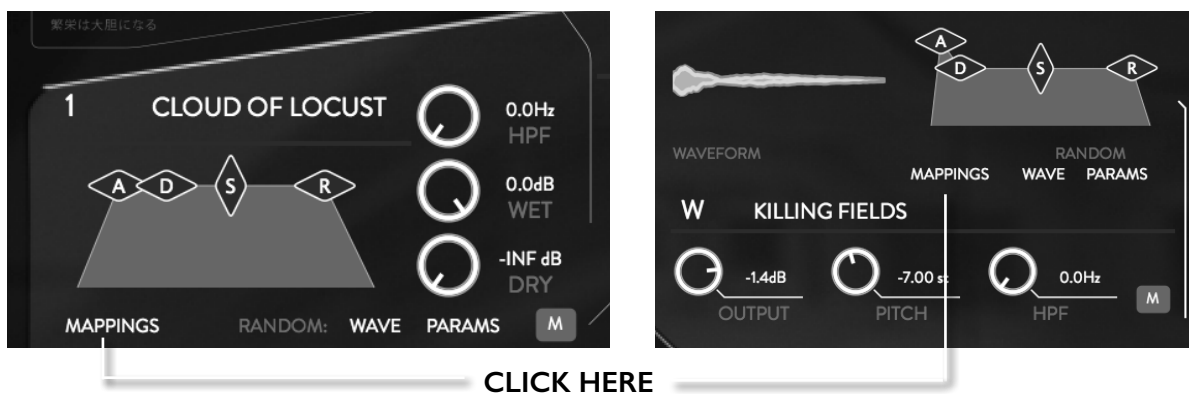 繁栄は大胆になる
1 CLOUD OF LOCUST
0.0Hz
HPF
A D S R
0.0dB
WET
-INF dB
DRY
MAPPINGS RANDOM: WAVE PARAMS M
A
D S R
WAVEFORM RANDOM
MAPPINGS WAVE PARAMS
W KILLING FIELDS
-1.4dB -7.00 st 0.0Hz
OUTPUT PITCH HPF M
CLICK HERE